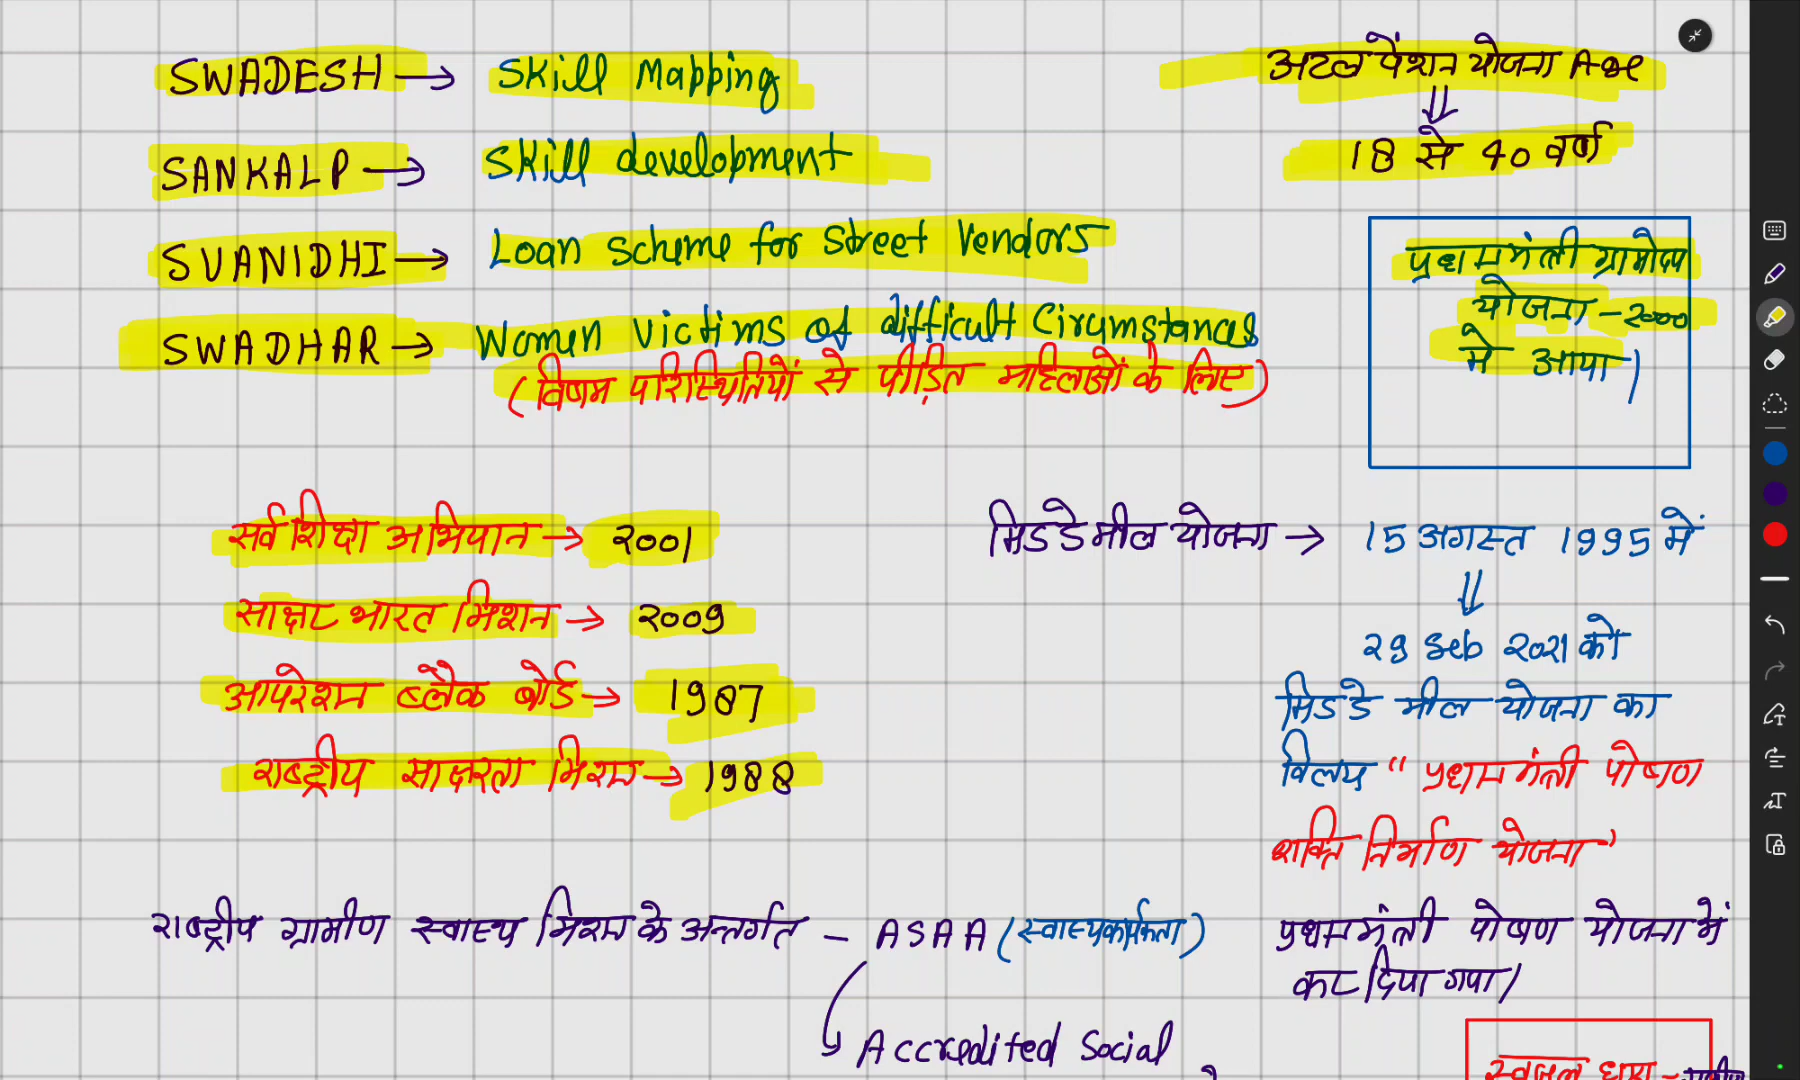 SWADESH → Skill Mapping
SANKALP → Skill development
SVANIDHI → Loan Scheme for Street Vendors
SWADHAR → Women Victims of difficult Circumstances
(विषम परिस्थितियों से पीड़ित महिलाओं के लिए)
अटल पेंशन योजना Age
⇓
18 से 40 वर्ष
प्रधानमंत्री ग्रामोदय
योजना - 2000
में आया।
सर्व शिक्षा अभियान → 2001
साक्षर भारत मिशन → 2009
आपरेशन ब्लैक बोर्ड → 1987
राष्ट्रीय साक्षरता मिशन → 1988
मिड डे मील योजना → 15 अगस्त 1995 में
⇓
29 Seb 2021 को
मिड डे मील योजना का
विलय "प्रधानमंत्री पोषण
शक्ति निर्माण योजना"
प्रधानमंत्री पोषण योजना में
कर दिया गया।
राष्ट्रीय ग्रामीण स्वास्थ्य मिशन के अन्तर्गत - ASAA (स्वास्थ्यकार्यकर्ता)
Accredited Social
स्वजल धारा -